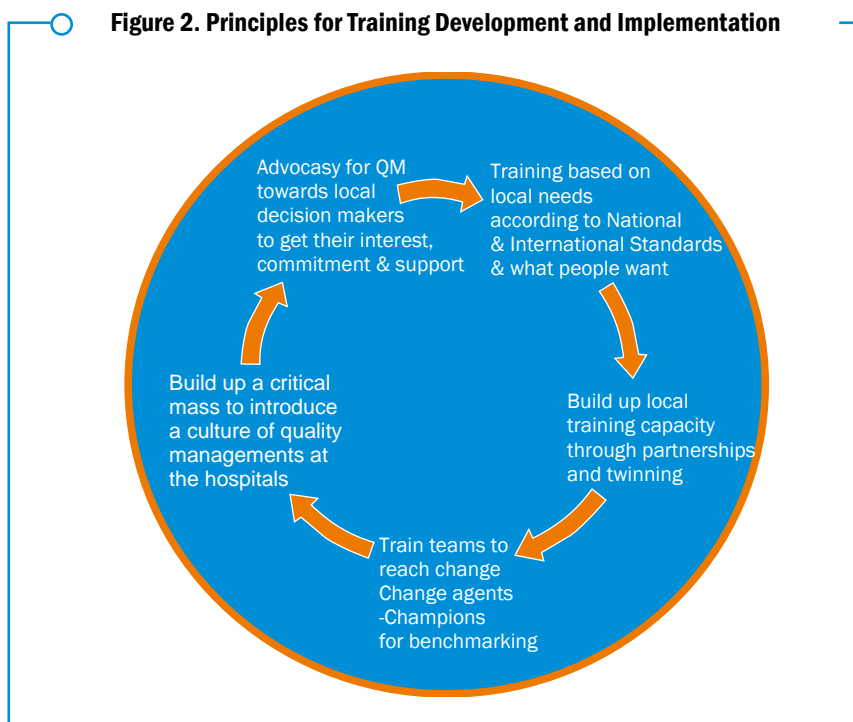 Figure 2. Principles for Training Development and Implementation
Advocasy for QM
towards local
decision makers
to get their interest,
commitment & support
Training based on
local needs
according to National
& International Standards
& what people want
Build up local
training capacity
through partnerships
and twinning
Train teams to
reach change
Change agents
-Champions
for benchmarking
Build up a critical
mass to introduce
a culture of quality
managements at
the hospitals